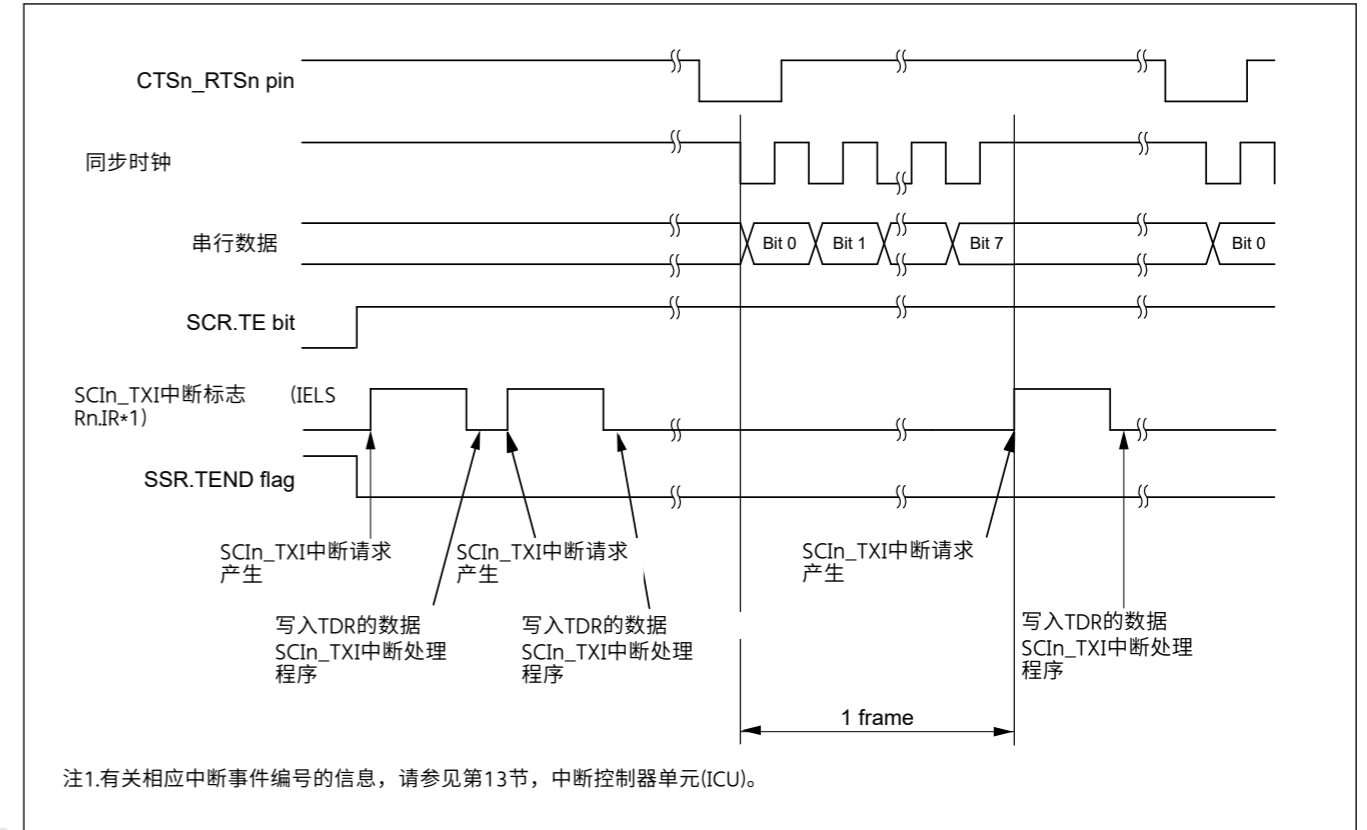 CTSn_RTSn pin
同步时钟
串行数据
Bit 0
Bit 1
Bit 7
Bit 0
SCR.TE bit
SCIn_TXI中断标志 (IELS
Rn.IR*1)
SSR.TEND flag
SCIn_TXI中断请求
产生
SCIn_TXI中断请求
产生
SCIn_TXI中断请求
产生
写入TDR的数据
SCIn_TXI中断处理
程序
写入TDR的数据
SCIn_TXI中断处理
程序
写入TDR的数据
SCIn_TXI中断处理
程序
1 frame
注1.有关相应中断事件编号的信息，请参见第13节，中断控制器单元(ICU)。